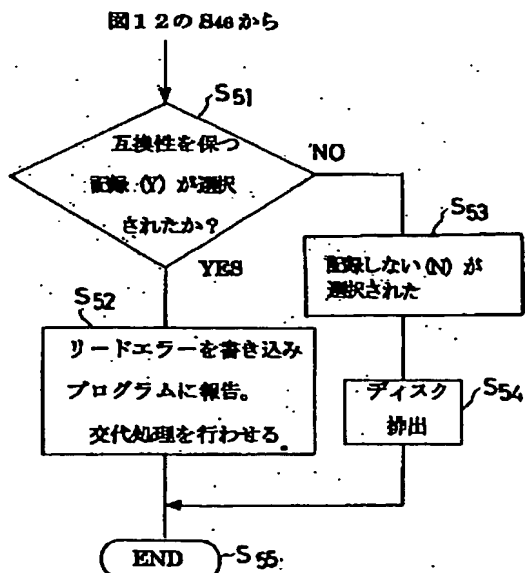 図12のS46から
S51
互換性を保つ
記録(Y)が選択
されたか?
NO
YES
S53
記録しない(N)が
選択された
S52
リードエラーを書き込み
プログラムに報告。
交代処理を行わせる。
ディスク
排出
S54
END
S55